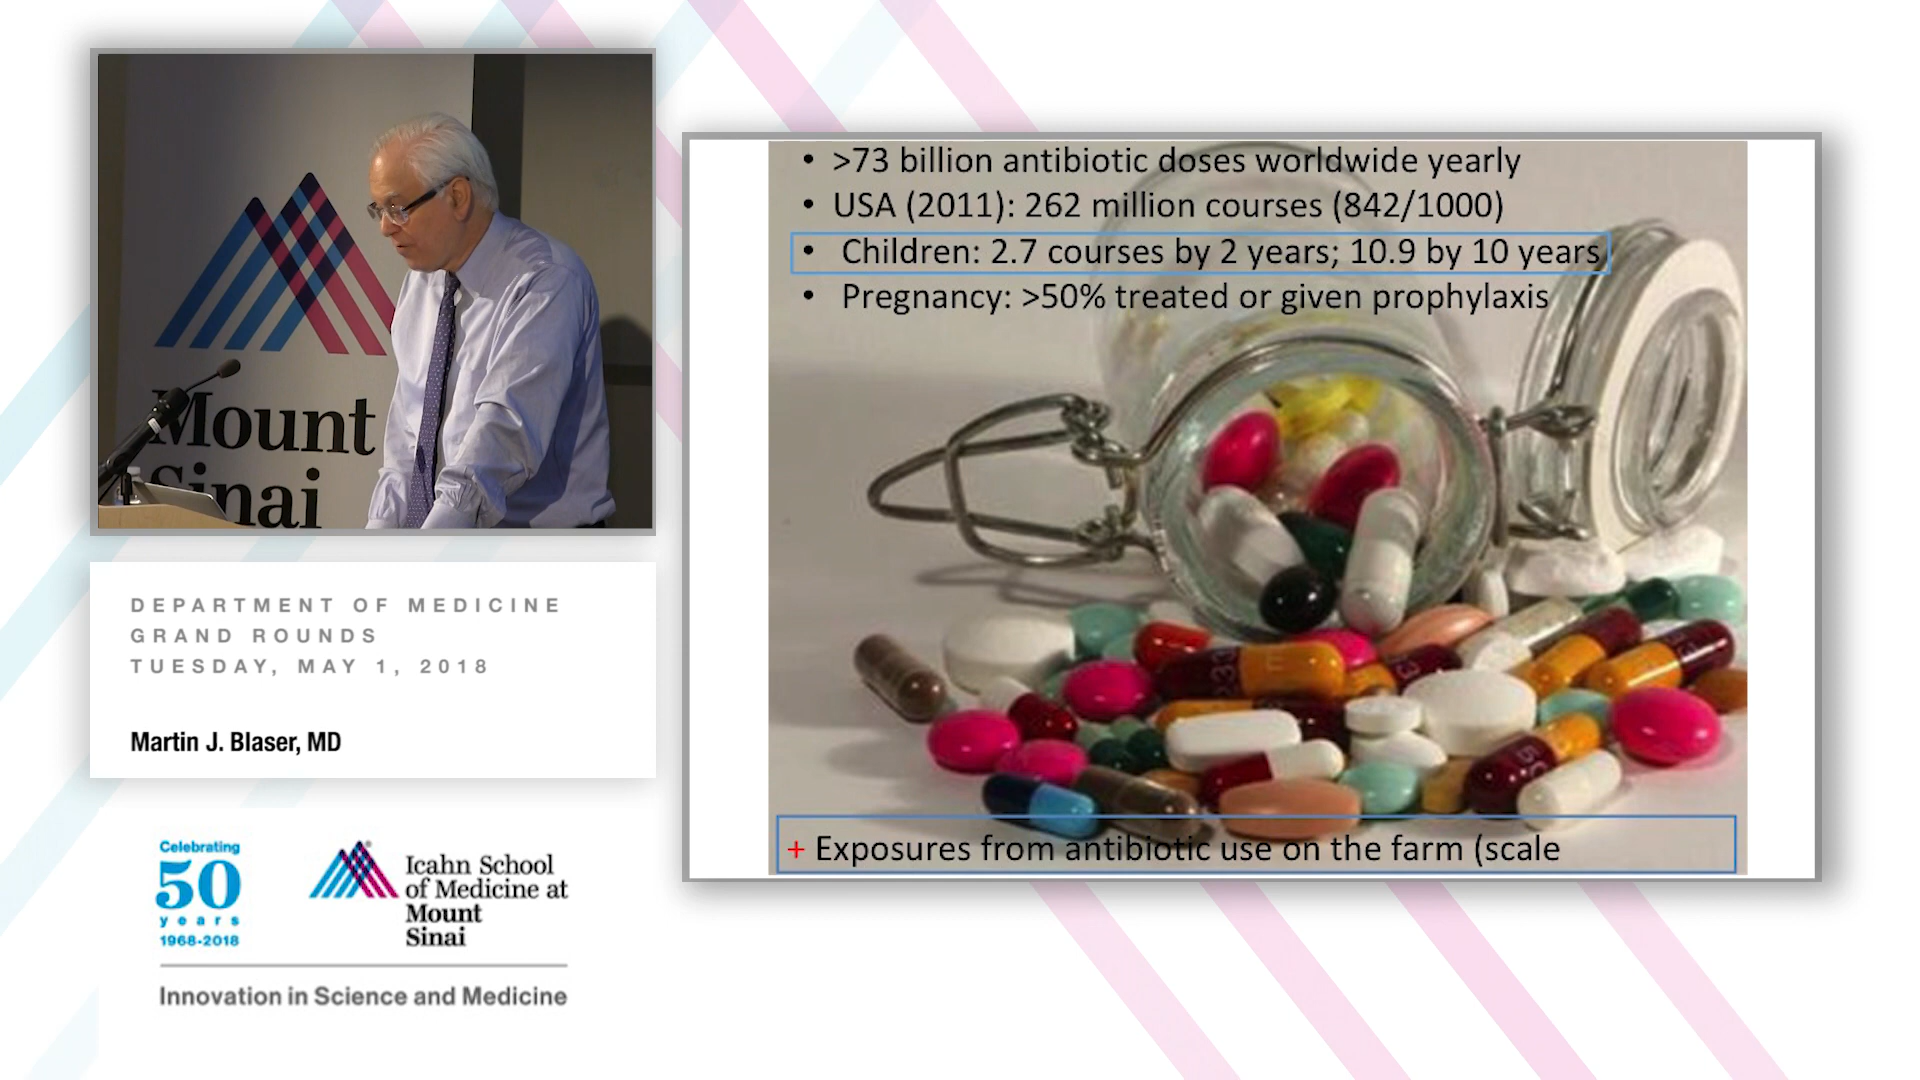 Mount
Sinai
DEPARTMENT OF MEDICINE
GRAND ROUNDS
TUESDAY, MAY 1, 2018
Martin J. Blaser, MD
Celebrating
50
years
1968-2018
Icahn School
of Medicine at
Mount
Sinai
Innovation in Science and Medicine
• >73 billion antibiotic doses worldwide yearly
• USA (2011): 262 million courses (842/1000)
• Children: 2.7 courses by 2 years; 10.9 by 10 years
• Pregnancy: >50% treated or given prophylaxis
+ Exposures from antibiotic use on the farm (scale